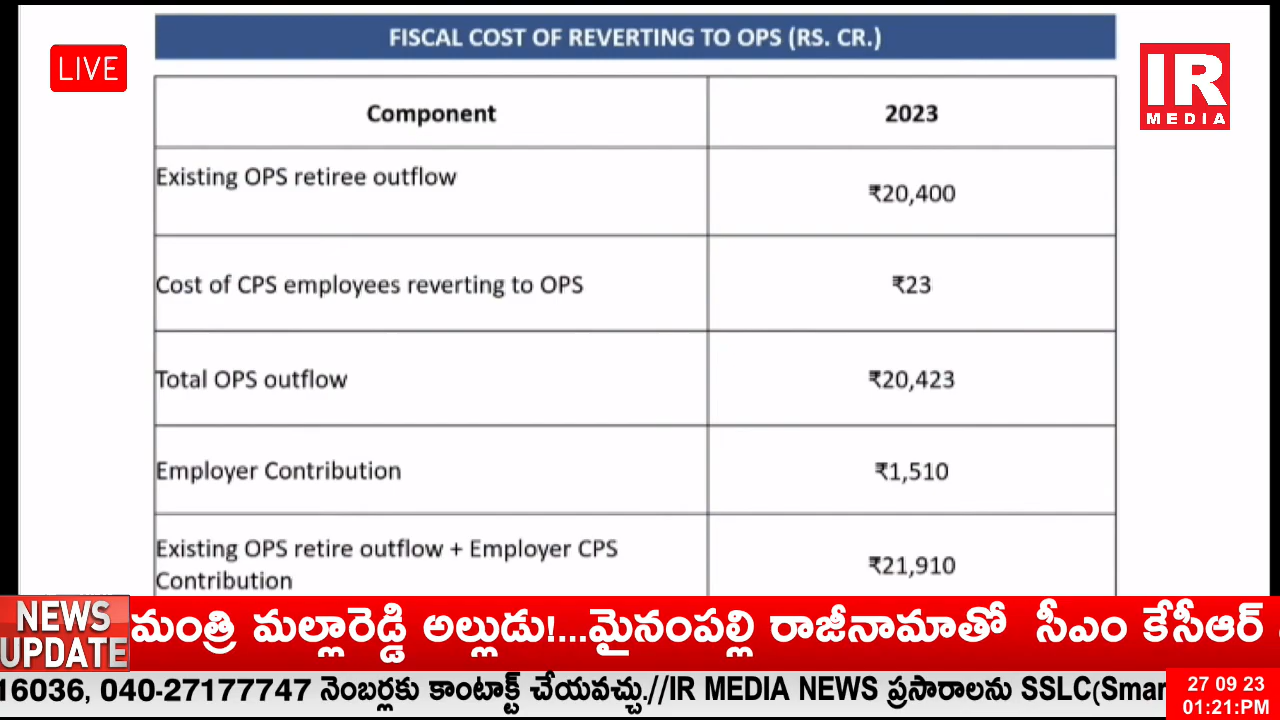 FISCAL COST OF REVERTING TO OPS (RS. CR.)
LIVE
IR
MEDIA
Component 2023
Existing OPS retiree outflow ₹20,400
Cost of CPS employees reverting to OPS ₹23
Total OPS outflow ₹20,423
Employer Contribution ₹1,510
Existing OPS retire outflow + Employer CPS
Contribution ₹21,910
NEWS
UPDATE
మంత్రి మల్లారెడ్డి అల్లుడు!...మైనంపల్లి రాజీనామాతో సీఎం కేసీఆర్
16036, 040-27177747 నెంబర్లకు కాంటాక్ట్ చేయవచ్చు.//IR MEDIA NEWS ప్రసారాలను SSLC(Smar
27 09 23
01:21:PM